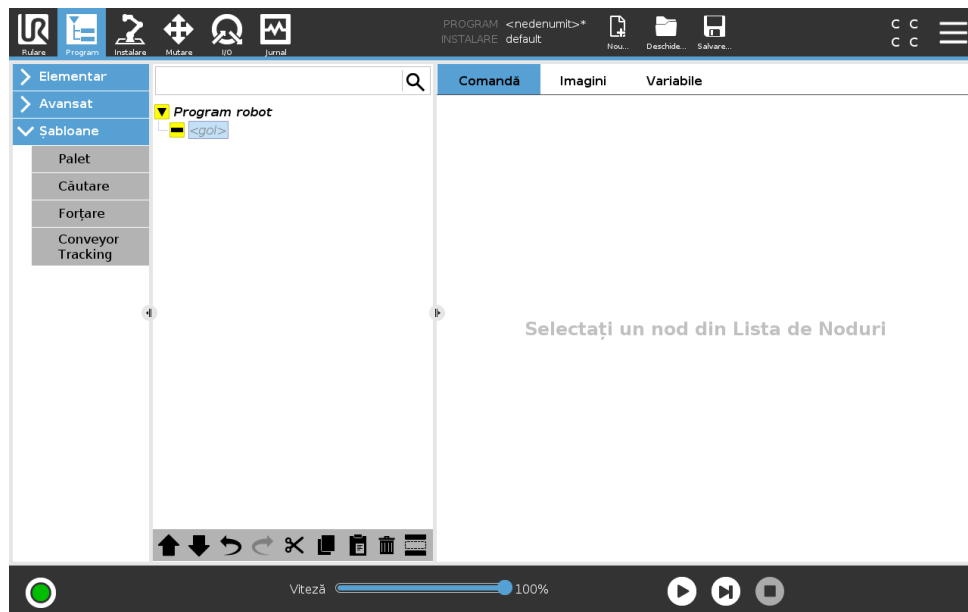 UR
Rulare
Program
Instalare
Mutare
I/O
Jurnal
PROGRAM <nedenumit>*
INSTALARE default
Nou...
Deschide...
Salvare...
C C
C C
Elementar
Avansat
Șabloane
Palet
Căutare
Forțare
Conveyor
Tracking
Program robot
<gol>
Comandă
Imagini
Variabile
Selectați un nod din Lista de Noduri
Viteză
100%